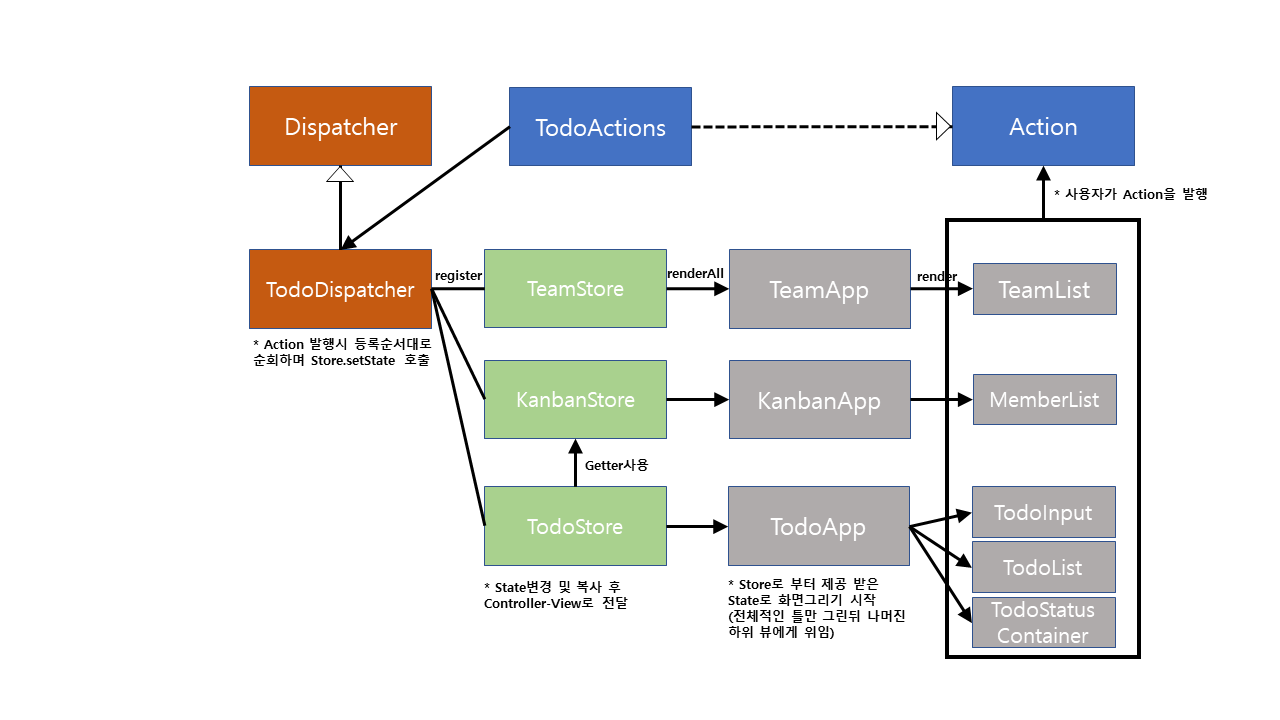 Dispatcher
TodoActions
Action
* 사용자가 Action을 발행
TodoDispatcher
register
TeamStore
renderAll
TeamApp
render
TeamList
* Action 발행시 등록순서대로
순회하며 Store.setState 호출
KanbanStore
KanbanApp
MemberList
Getter사용
TodoStore
TodoApp
TodoInput
TodoList
TodoStatus
Container
* State변경 및 복사 후
Controller-View로 전달
* Store로 부터 제공 받은
State로 화면그리기 시작
(전체적인 틀만 그린뒤 나머진
하위 뷰에게 위임)